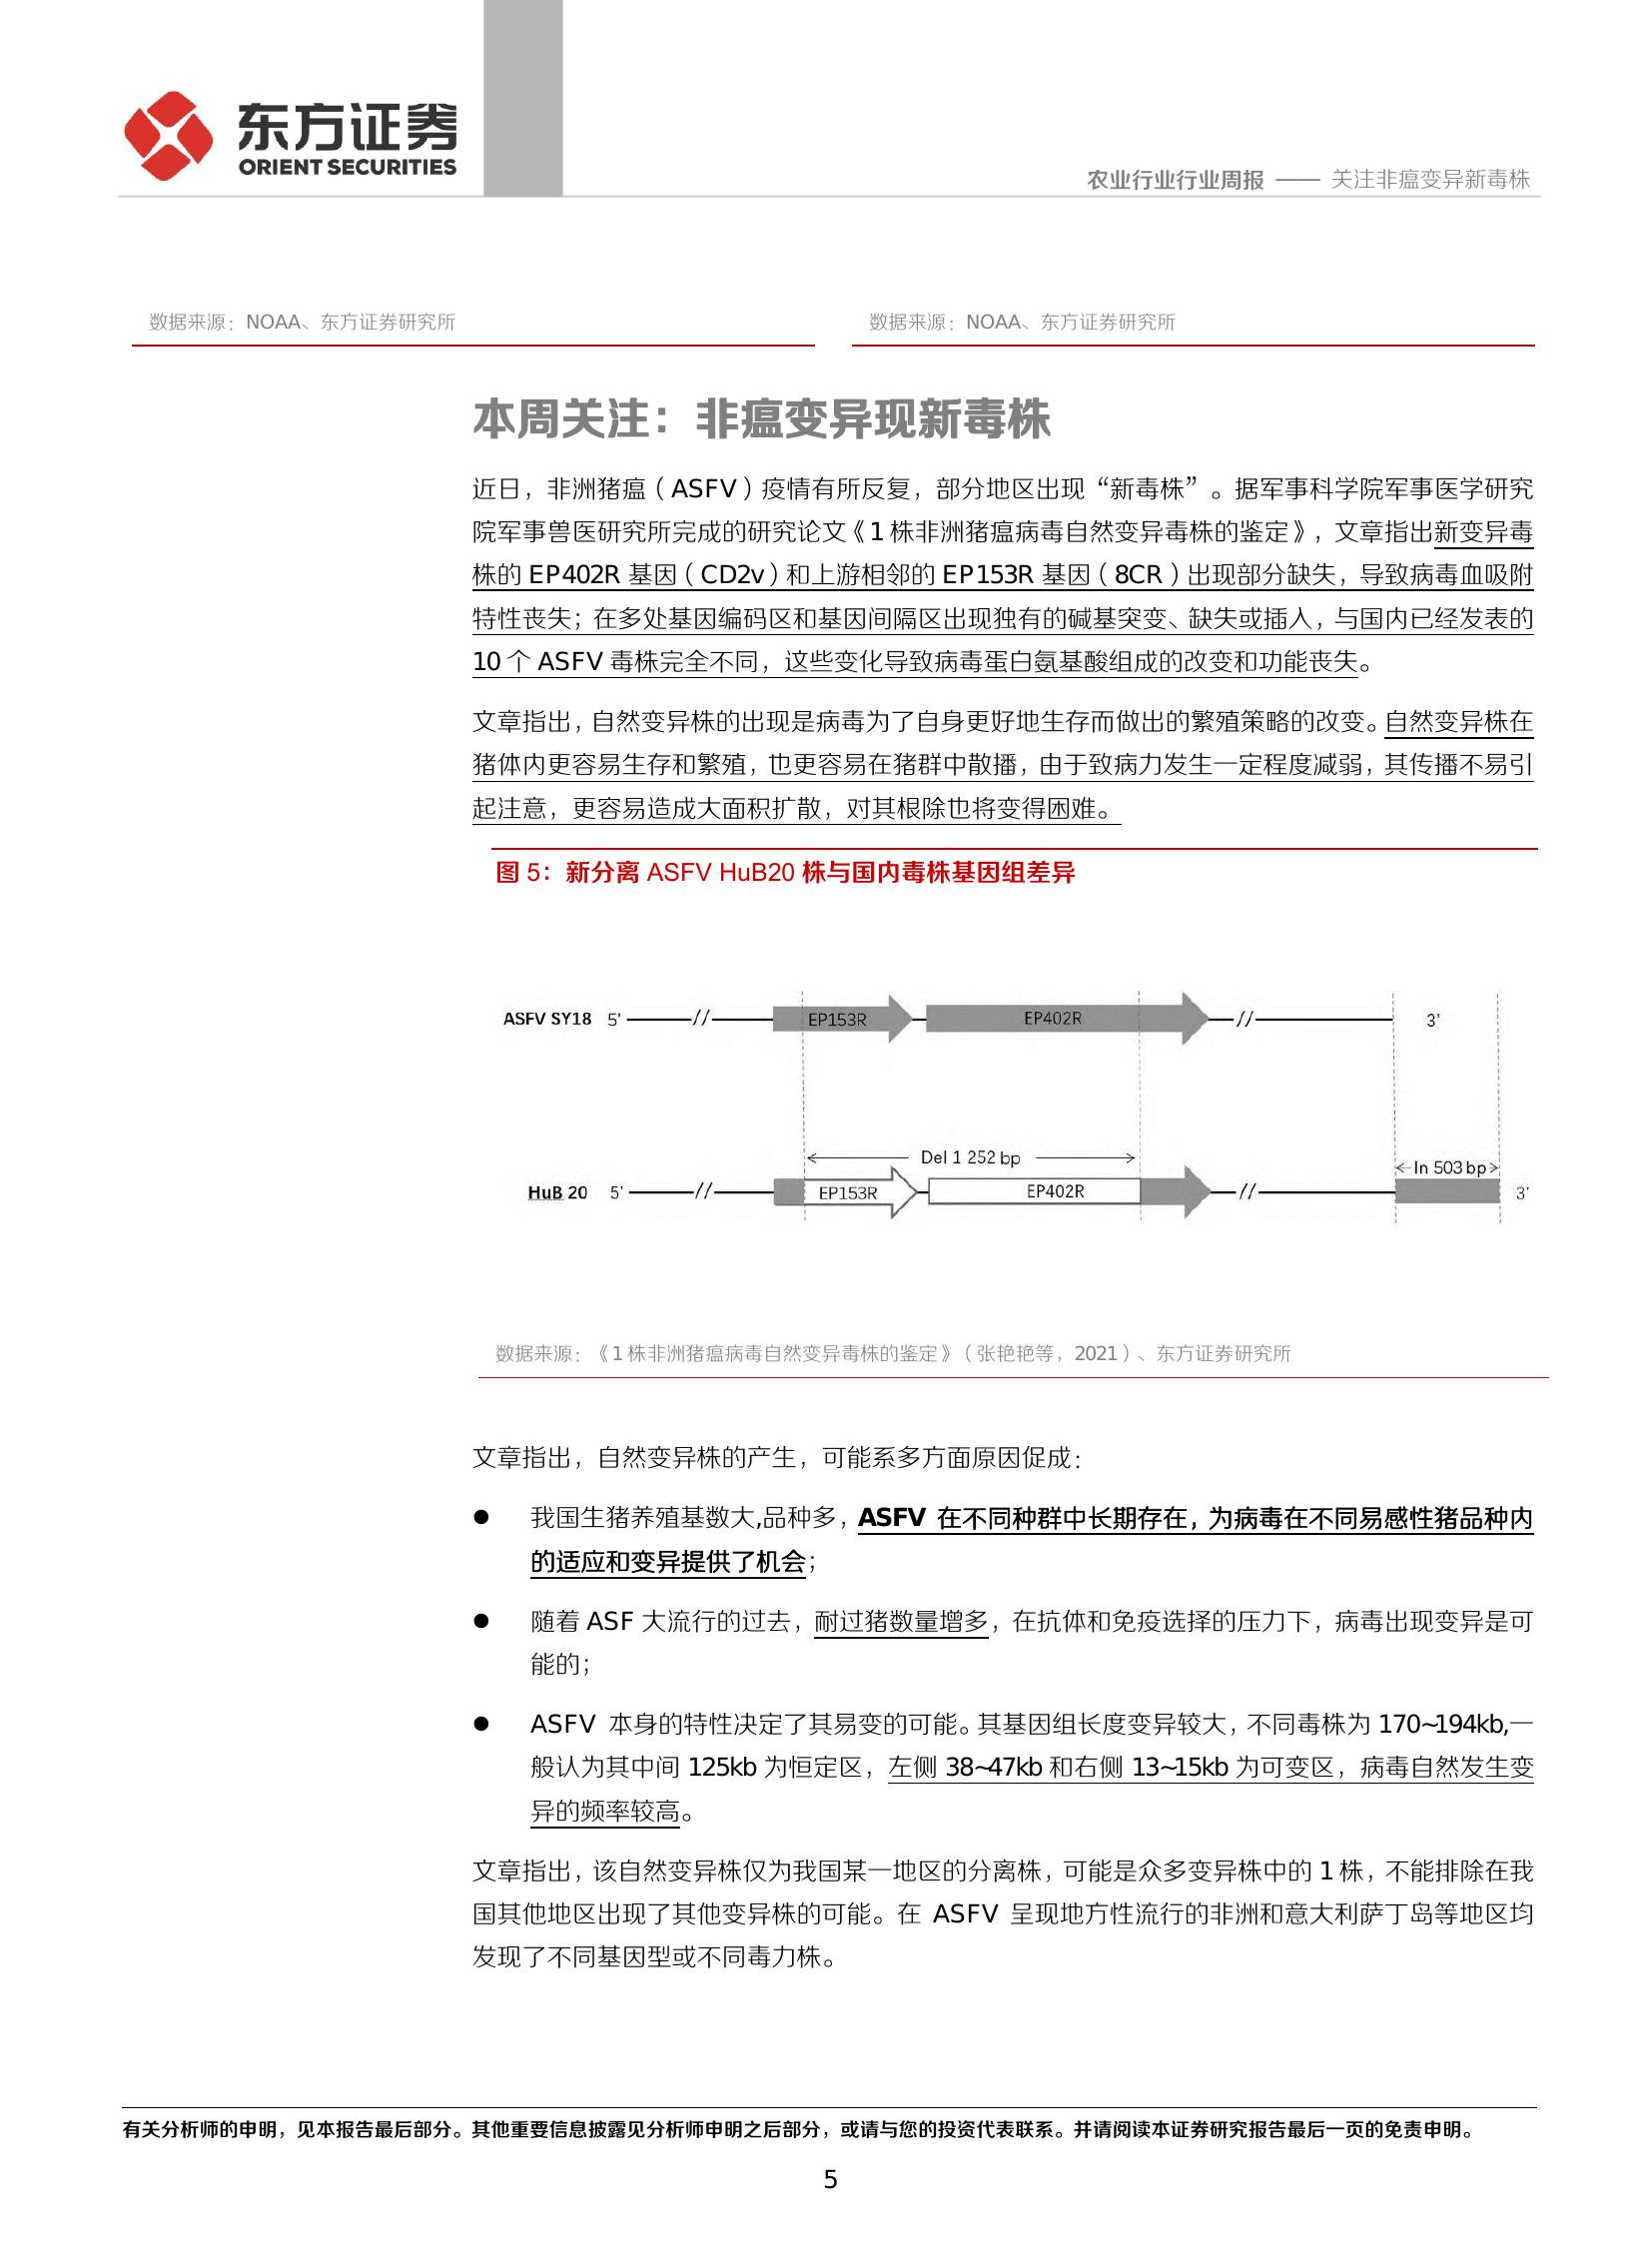 东方证券
ORIENT SECURITIES
农业行业行业周报 —— 关注非瘟变异新毒株
数据来源：NOAA、东方证券研究所
数据来源：NOAA、东方证券研究所
本周关注：非瘟变异现新毒株
近日，非洲猪瘟（ASFV）疫情有所反复，部分地区出现“新毒株”。据军事科学院军事医学研究
院军事兽医研究所完成的研究论文《1 株非洲猪瘟病毒自然变异毒株的鉴定》，文章指出新变异毒
株的 EP402R 基因（CD2v）和上游相邻的 EP153R 基因（8CR）出现部分缺失，导致病毒血吸附
特性丧失；在多处基因编码区和基因间隔区出现独有的碱基突变、缺失或插入，与国内已经发表的
10 个 ASFV 毒株完全不同，这些变化导致病毒蛋白氨基酸组成的改变和功能丧失。
文章指出，自然变异株的出现是病毒为了自身更好地生存而做出的繁殖策略的改变。自然变异株在
猪体内更容易生存和繁殖，也更容易在猪群中散播，由于致病力发生一定程度减弱，其传播不易引
起注意，更容易造成大面积扩散，对其根除也将变得困难。
图 5：新分离 ASFV HuB20 株与国内毒株基因组差异
ASFV SY18 5’ // EP153R EP402R // 3’
Del 1 252 bp
In 503 bp
HuB 20 5’ // EP153R EP402R // 3’
数据来源：《1 株非洲猪瘟病毒自然变异毒株的鉴定》（张艳艳等，2021）、东方证券研究所
文章指出，自然变异株的产生，可能系多方面原因促成：
● 我国生猪养殖基数大,品种多，ASFV 在不同种群中长期存在，为病毒在不同易感性猪品种内
的适应和变异提供了机会；
● 随着 ASF 大流行的过去，耐过猪数量增多，在抗体和免疫选择的压力下，病毒出现变异是可
能的；
● ASFV 本身的特性决定了其易变的可能。其基因组长度变异较大，不同毒株为 170~194kb,一
般认为其中间 125kb 为恒定区，左侧 38~47kb 和右侧 13~15kb 为可变区，病毒自然发生变
异的频率较高。
文章指出，该自然变异株仅为我国某一地区的分离株，可能是众多变异株中的 1 株，不能排除在我
国其他地区出现了其他变异株的可能。在 ASFV 呈现地方性流行的非洲和意大利萨丁岛等地区均
发现了不同基因型或不同毒力株。
有关分析师的申明，见本报告最后部分。其他重要信息披露见分析师申明之后部分，或请与您的投资代表联系。并请阅读本证券研究报告最后一页的免责申明。
5